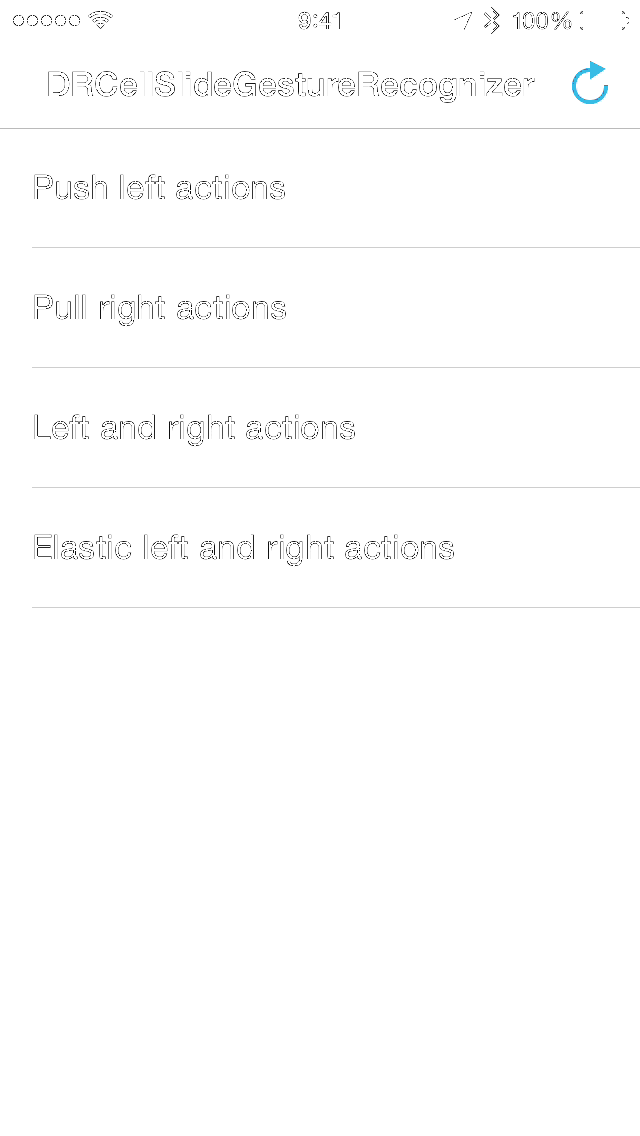 9:41 100%
DRCellSlideGestureRecognizer
Push left actions
Pull right actions
Left and right actions
Elastic left and right actions